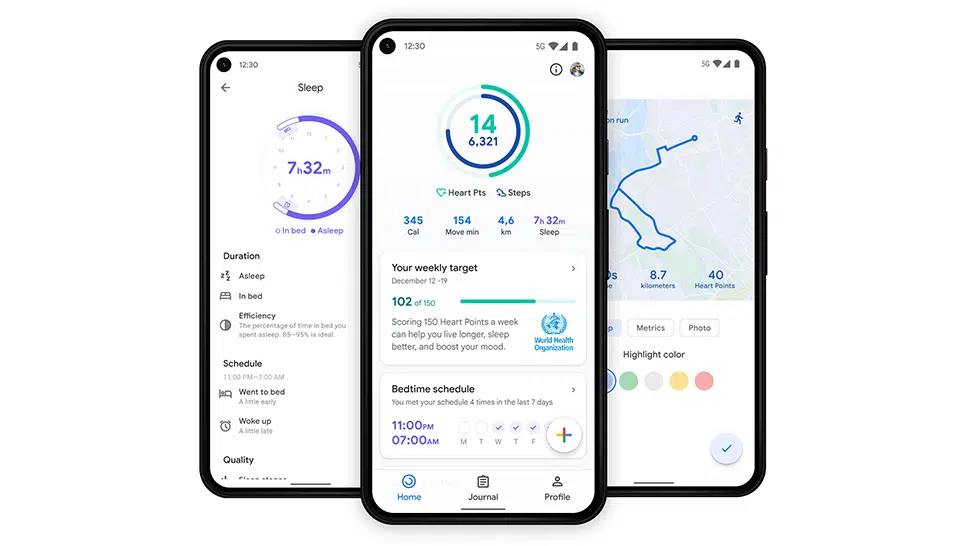 12:30
Sleep
7h32m
In bed Asleep
Duration
Asleep
In bed
Efficiency
The percentage of time in bed you
spent asleep. 85–95% is ideal.
Schedule
11:00 PM–7:00 AM
Went to bed
A little early
Woke up
A little late
Quality
Sleep stages
12:30
5G
14
6,321
Heart Pts Steps
345 154 4,6 7h 32m
Cal Move min km Sleep
Your weekly target
December 12 -19
102 of 150
Scoring 150 Heart Points a week
can help you live longer, sleep
better, and boost your mood.
World Health
Organization
Bedtime schedule
You met your schedule 4 times in the last 7 days
11:00PM
07:00AM
M T W T F
Home Journal Profile
5G
on run
0s 8.7 40
kilometers Heart Points
Metrics Photo
Highlight color